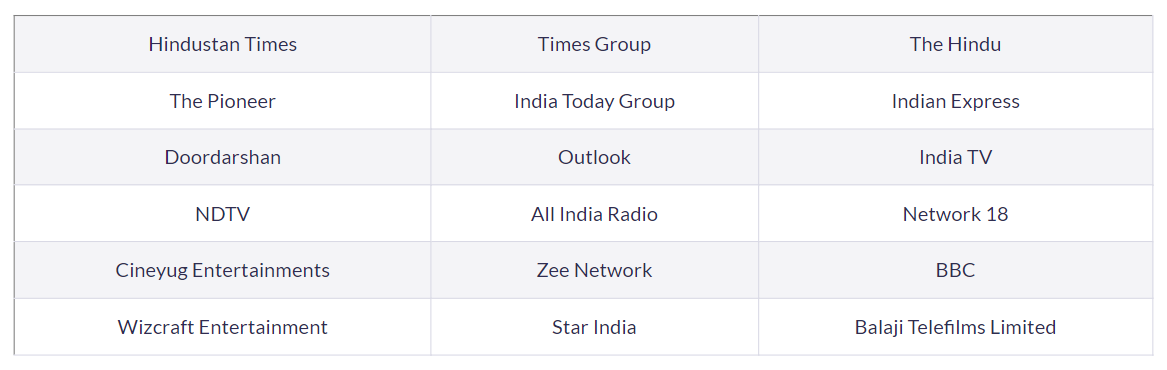 Hindustan Times Times Group The Hindu
The Pioneer India Today Group Indian Express
Doordarshan Outlook India TV
NDTV All India Radio Network 18
Cineyug Entertainments Zee Network BBC
Wizcraft Entertainment Star India Balaji Telefilms Limited